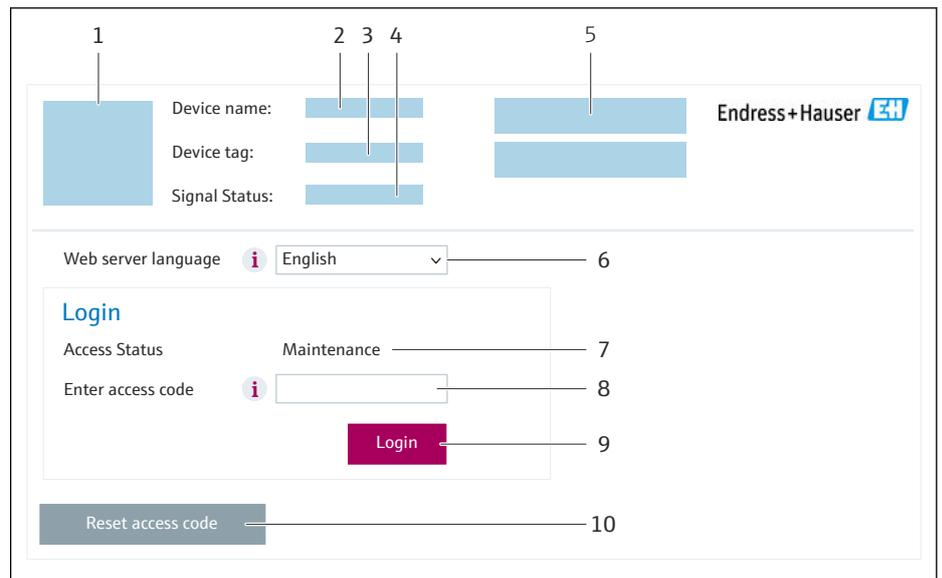 1 2 3 4 5
Device name:
Endress+Hauser EH
Device tag:
Signal Status:
Web server language i English 6
Login
Access Status Maintenance 7
Enter access code i 8
Login 9
Reset access code 10